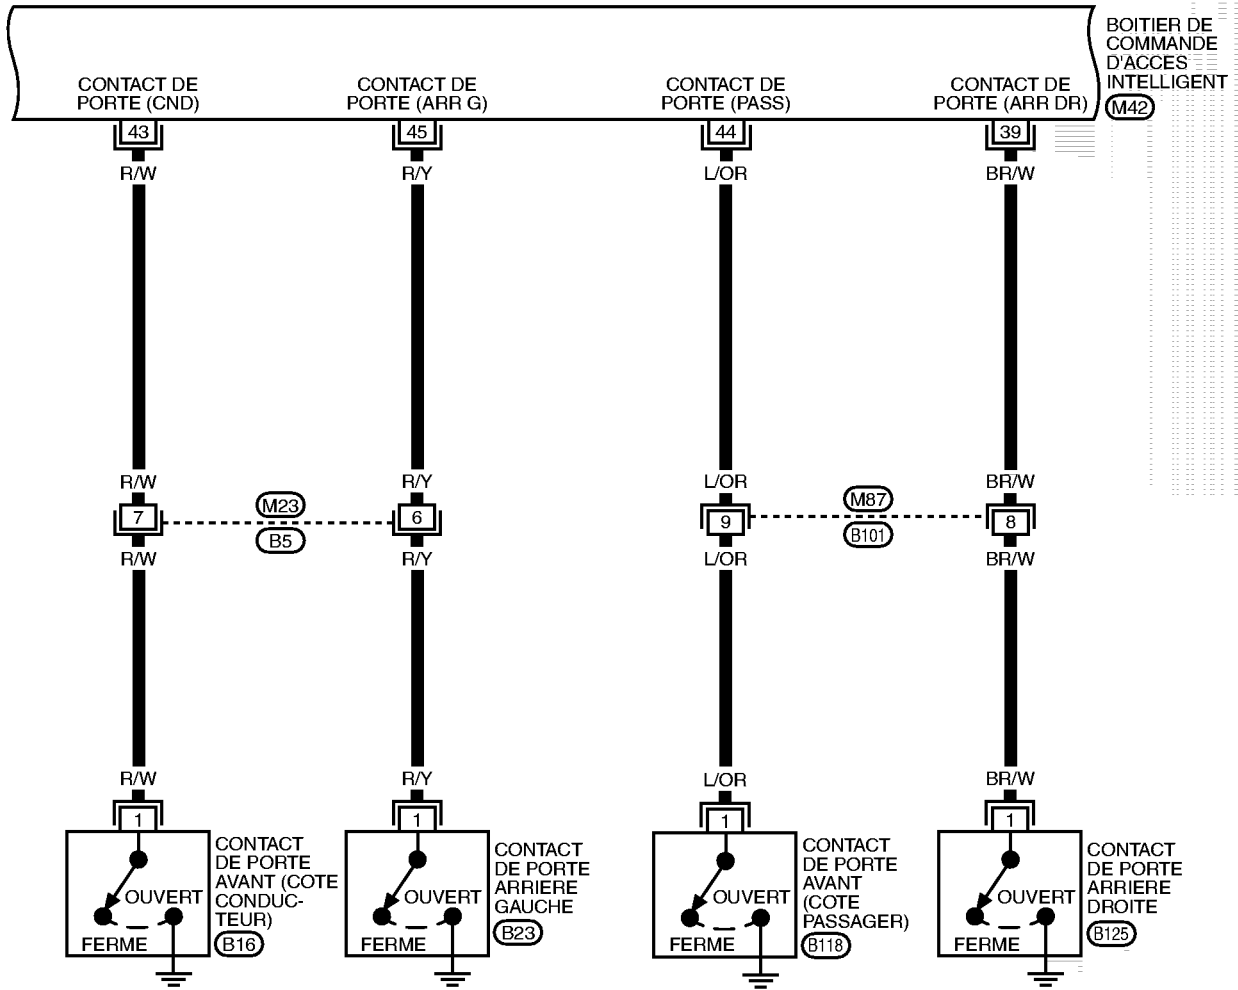 BOITIER DE
COMMANDE
D'ACCES
INTELLIGENT
M42
CONTACT DE
PORTE (CND)
CONTACT DE
PORTE (ARR G)
CONTACT DE
PORTE (PASS)
CONTACT DE
PORTE (ARR DR)
43
45
44
39
R/W
R/Y
L/OR
BR/W
R/W
R/Y
L/OR
BR/W
7
M23
B5
6
9
M87
B101
8
R/W
R/Y
L/OR
BR/W
R/W
R/Y
L/OR
BR/W
1
1
1
1
OUVERT
FERME
CONTACT
DE PORTE
AVANT (COTE
CONDUC-
TEUR)
B16
OUVERT
FERME
CONTACT
DE PORTE
ARRIERE
GAUCHE
B23
OUVERT
FERME
CONTACT
DE PORTE
AVANT
(COTE
PASSAGER)
B118
OUVERT
FERME
CONTACT
DE PORTE
ARRIERE
DROITE
B125